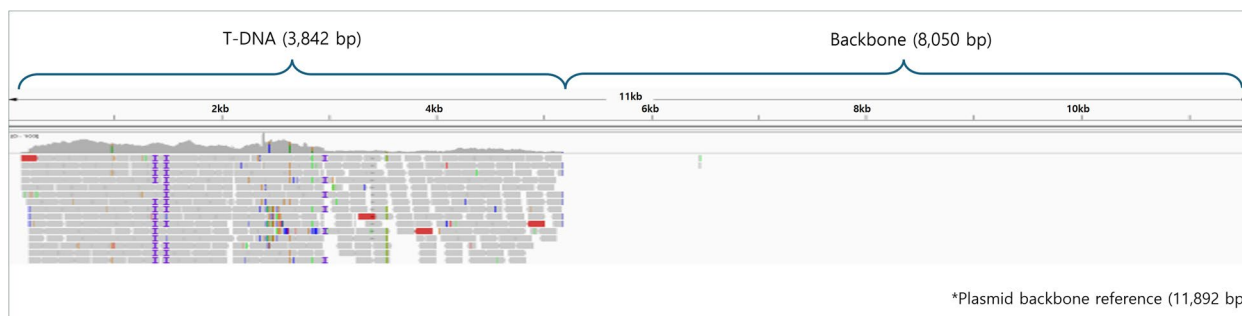 T-DNA (3,842 bp)
Backbone (8,050 bp)
11kb
2kb
4kb
6kb
8kb
10kb
*Plasmid backbone reference (11,892 bp